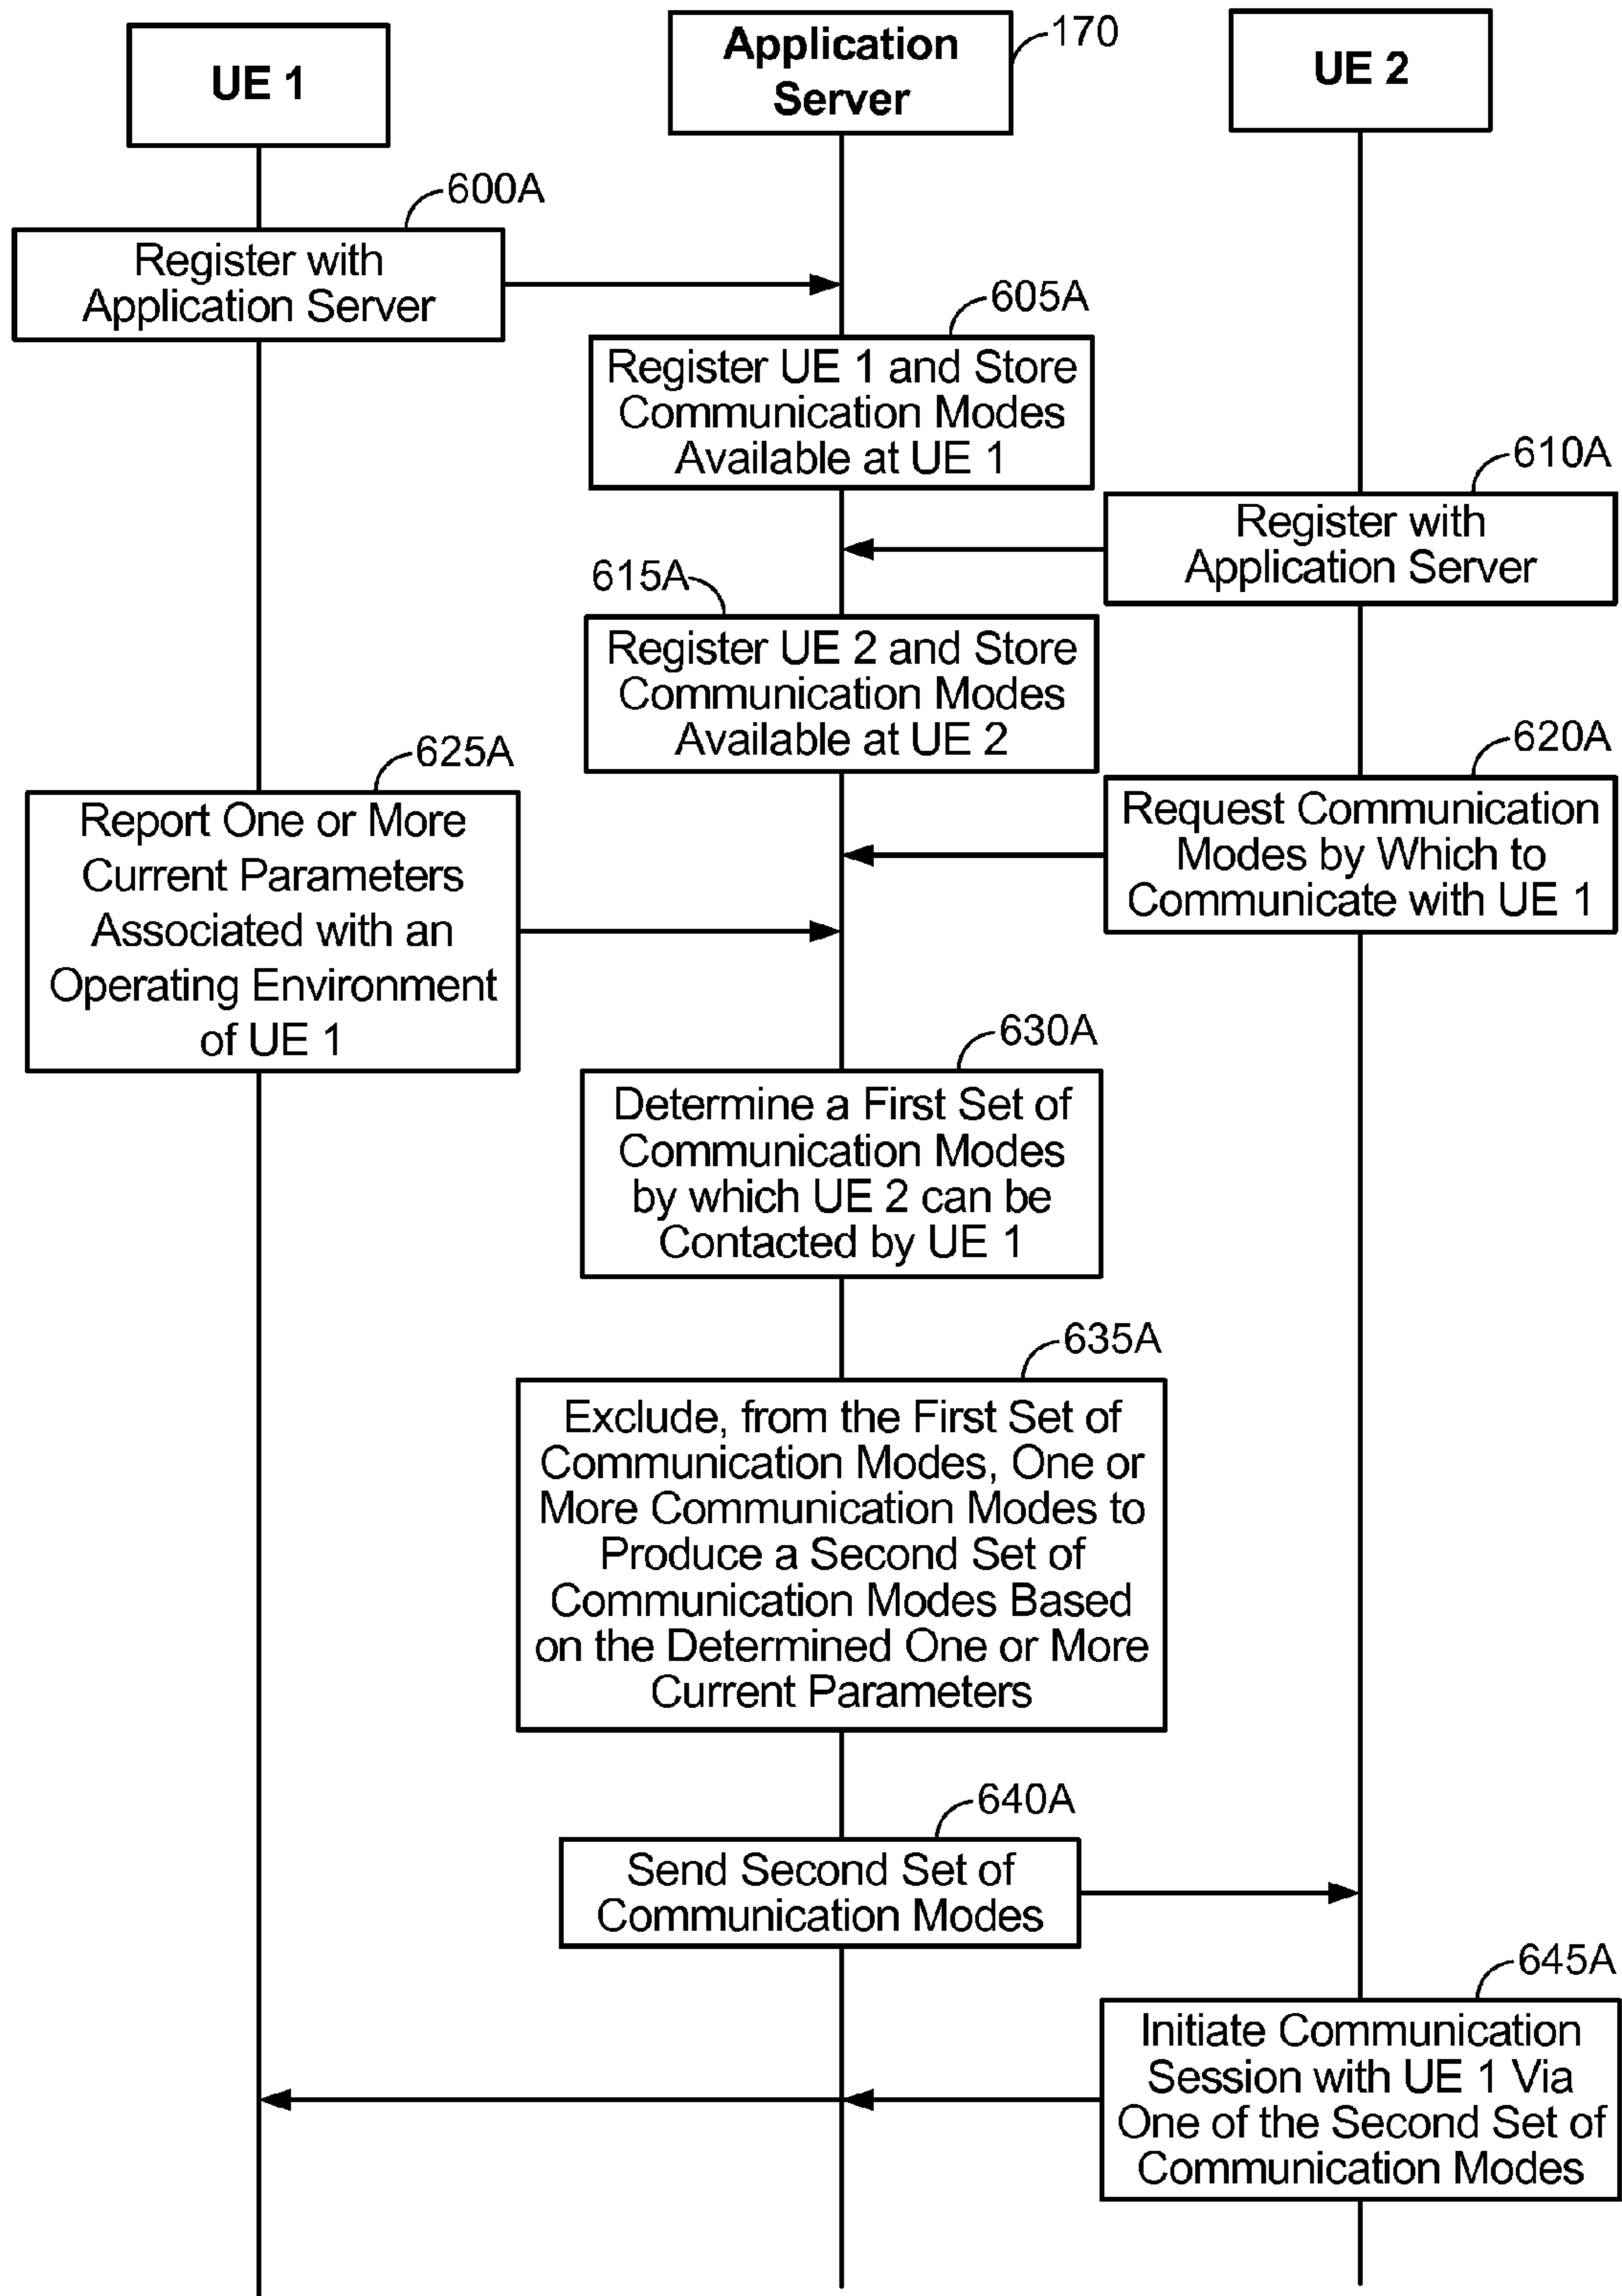 UE 1
Application
Server
170
UE 2
600A
Register with
Application Server
605A
Register UE 1 and Store
Communication Modes
Available at UE 1
610A
Register with
Application Server
615A
Register UE 2 and Store
Communication Modes
Available at UE 2
620A
Request Communication
Modes by Which to
Communicate with UE 1
625A
Report One or More
Current Parameters
Associated with an
Operating Environment
of UE 1
630A
Determine a First Set of
Communication Modes
by which UE 2 can be
Contacted by UE 1
635A
Exclude, from the First Set of
Communication Modes, One or
More Communication Modes to
Produce a Second Set of
Communication Modes Based
on the Determined One or More
Current Parameters
640A
Send Second Set of
Communication Modes
645A
Initiate Communication
Session with UE 1 Via
One of the Second Set of
Communication Modes